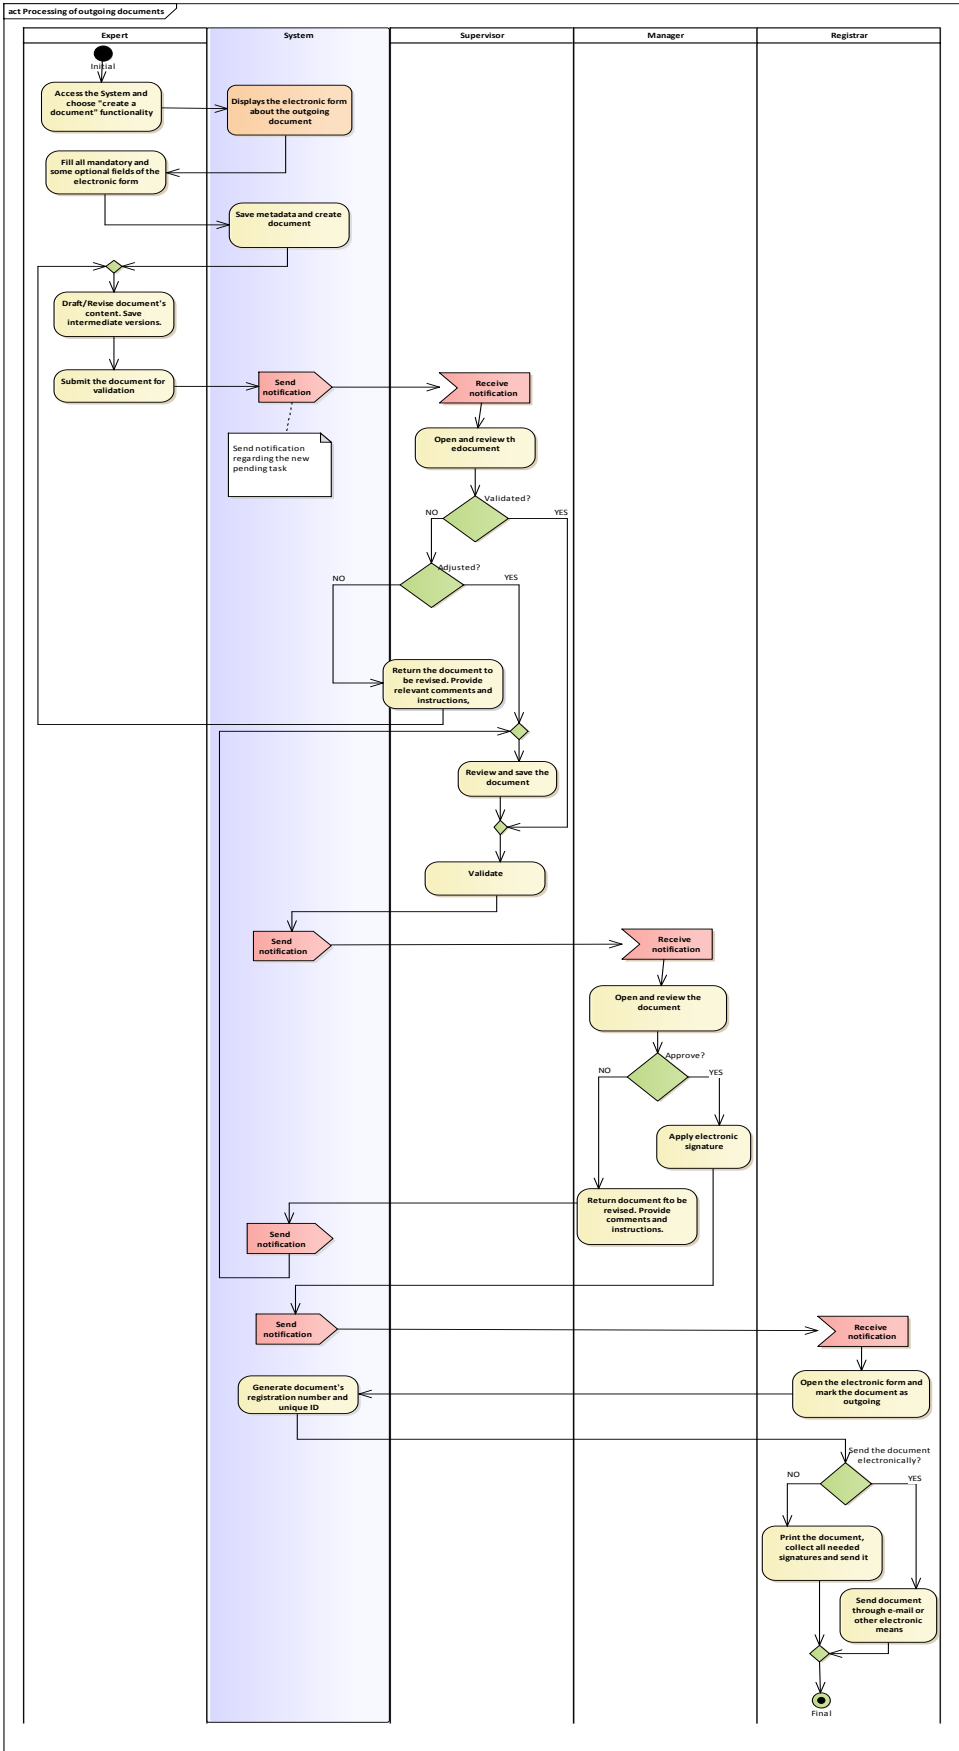 act Processing of outgoing documents
Expert
System
Supervisor
Manager
Registrar
Initial
Access the System and
choose "create a
document" functionality
Displays the electronic form
about the outgoing
document
Fill all mandatory and
some optional fields of the
electronic form
Save metadata and create
document
Draft/Revise document's
content. Save
intermediate versions.
Submit the document for
validation
Send
notification
Receive
notification
Send notification
regarding the new
pending task
Open and review th
edocument
Validated?
NO
YES
Adjusted?
NO
YES
Return the document to
be revised. Provide
relevant comments and
instructions,
Review and save the
document
Validate
Send
notification
Receive
notification
Open and review the
document
Approve?
NO
YES
Apply electronic
signature
Return document fto be
revised. Provide
comments and
instructions.
Send
notification
Send
notification
Receive
notification
Open the electronic form and
mark the document as
outgoing
Generate document's
registration number and
unique ID
Send the document
electronically?
NO
YES
Print the document,
collect all needed
signatures and send it
Send document
through e-mail or
other electronic
means
Final